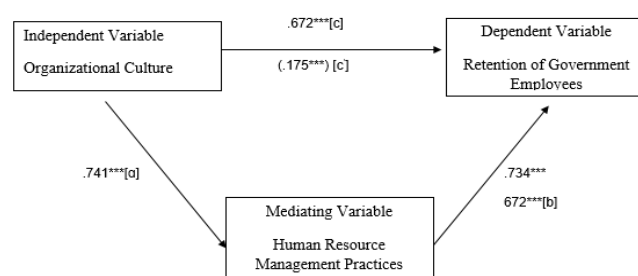 Independent Variable
Organizational Culture
.672***[c]
(.175***) [c]
Dependent Variable
Retention of Government
Employees
.741***[a]
.734***
672***[b]
Mediating Variable
Human Resource
Management Practices